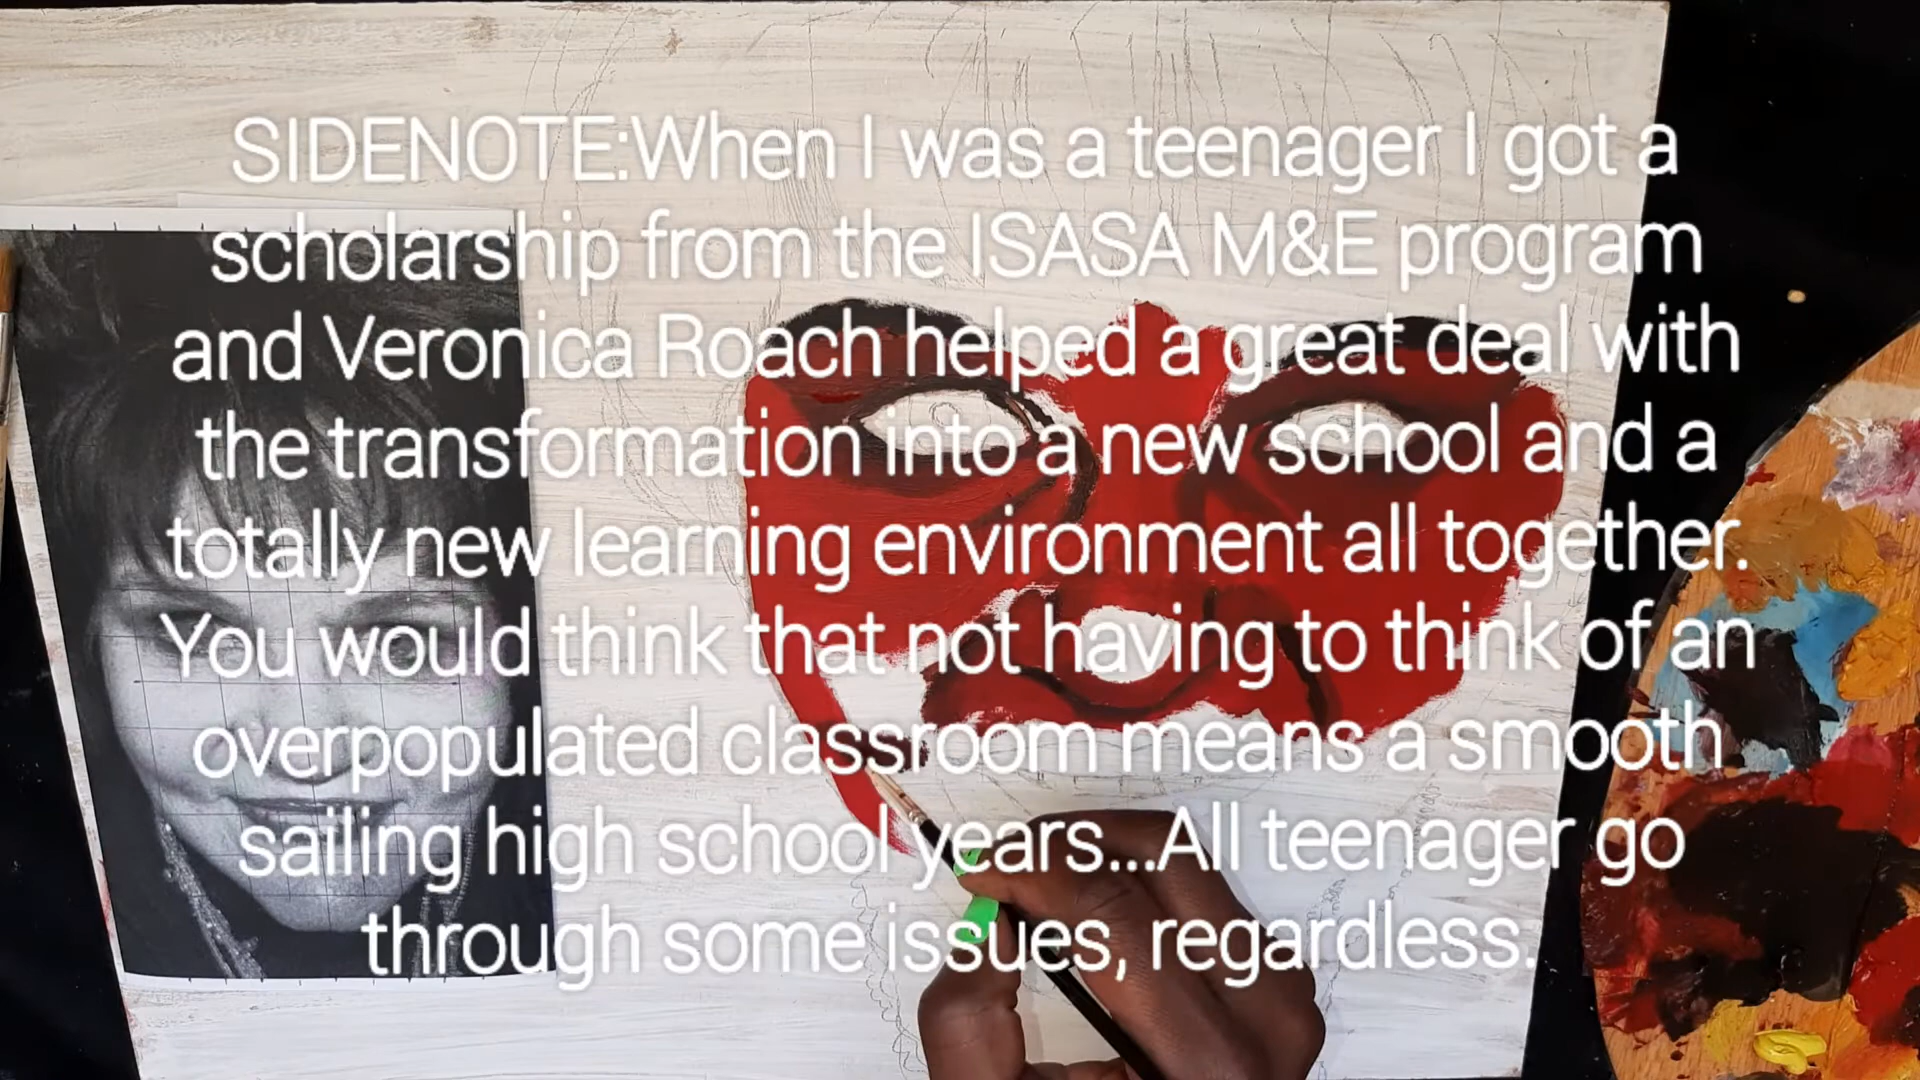 SIDENOTE:When I was a teenager I got a
scholarship from the ISASA M&E program
and Veronica Roach helped a great deal with
the transformation into a new school and a
totally new learning environment all together.
You would think that not having to think of an
overpopulated classroom means a smooth
sailing high school years...All teenager go
through some issues, regardless.